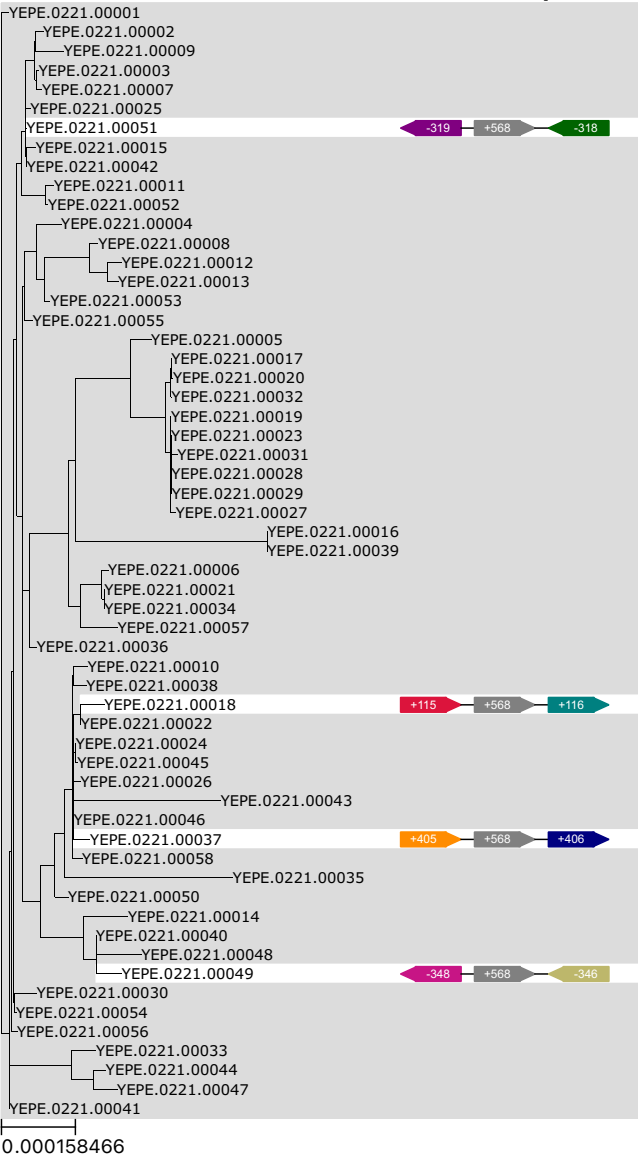 YEPE.0221.00001
YEPE.0221.00002
YEPE.0221.00009
YEPE.0221.00003
YEPE.0221.00007
YEPE.0221.00025
YEPE.0221.00051 -319 +568 -318
YEPE.0221.00015
YEPE.0221.00042
YEPE.0221.00011
YEPE.0221.00052
YEPE.0221.00004
YEPE.0221.00008
YEPE.0221.00012
YEPE.0221.00013
YEPE.0221.00053
YEPE.0221.00055
YEPE.0221.00005
YEPE.0221.00017
YEPE.0221.00020
YEPE.0221.00032
YEPE.0221.00019
YEPE.0221.00023
YEPE.0221.00031
YEPE.0221.00028
YEPE.0221.00029
YEPE.0221.00027
YEPE.0221.00016
YEPE.0221.00039
YEPE.0221.00006
YEPE.0221.00021
YEPE.0221.00034
YEPE.0221.00057
YEPE.0221.00036
YEPE.0221.00010
YEPE.0221.00038
YEPE.0221.00018 +115 +568 +116
YEPE.0221.00022
YEPE.0221.00024
YEPE.0221.00045
YEPE.0221.00026
YEPE.0221.00043
YEPE.0221.00046
YEPE.0221.00037 +405 +568 +406
YEPE.0221.00058
YEPE.0221.00035
YEPE.0221.00050
YEPE.0221.00014
YEPE.0221.00040
YEPE.0221.00048
YEPE.0221.00049 -348 +568 -346
YEPE.0221.00030
YEPE.0221.00054
YEPE.0221.00056
YEPE.0221.00033
YEPE.0221.00044
YEPE.0221.00047
YEPE.0221.00041
0.000158466